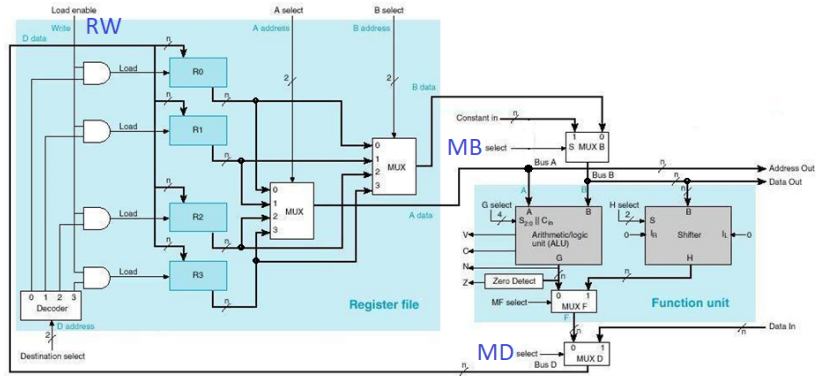 Load enable
A select
B select
RW
Write
A address
B address
D data
n
Load
R0
n
2
2
B data
n
n
Load
R1
n
Constant in
n
1 0
MB select
S MUX B
0
1
2
3
MUX
Bus A
n
Address Out
Bus B
n
Data Out
0
1
2
3
MUX
A data
n
Load
R2
n
n
Load
R3
n
A
B
n
G select
4
A
B
S2:0 || Cin
Arithmetic/logic
unit (ALU)
G
H select
2
B
S
0
IR
IL
0
Shifter
H
V
C
N
Z
Zero Detect
n
n
MF select
0 1
MUX F
F
n
Function unit
0 1 2 3
Decoder
D address
2
Destination select
Register file
n
Data In
MD select
0 1
MUX D
Bus D
n